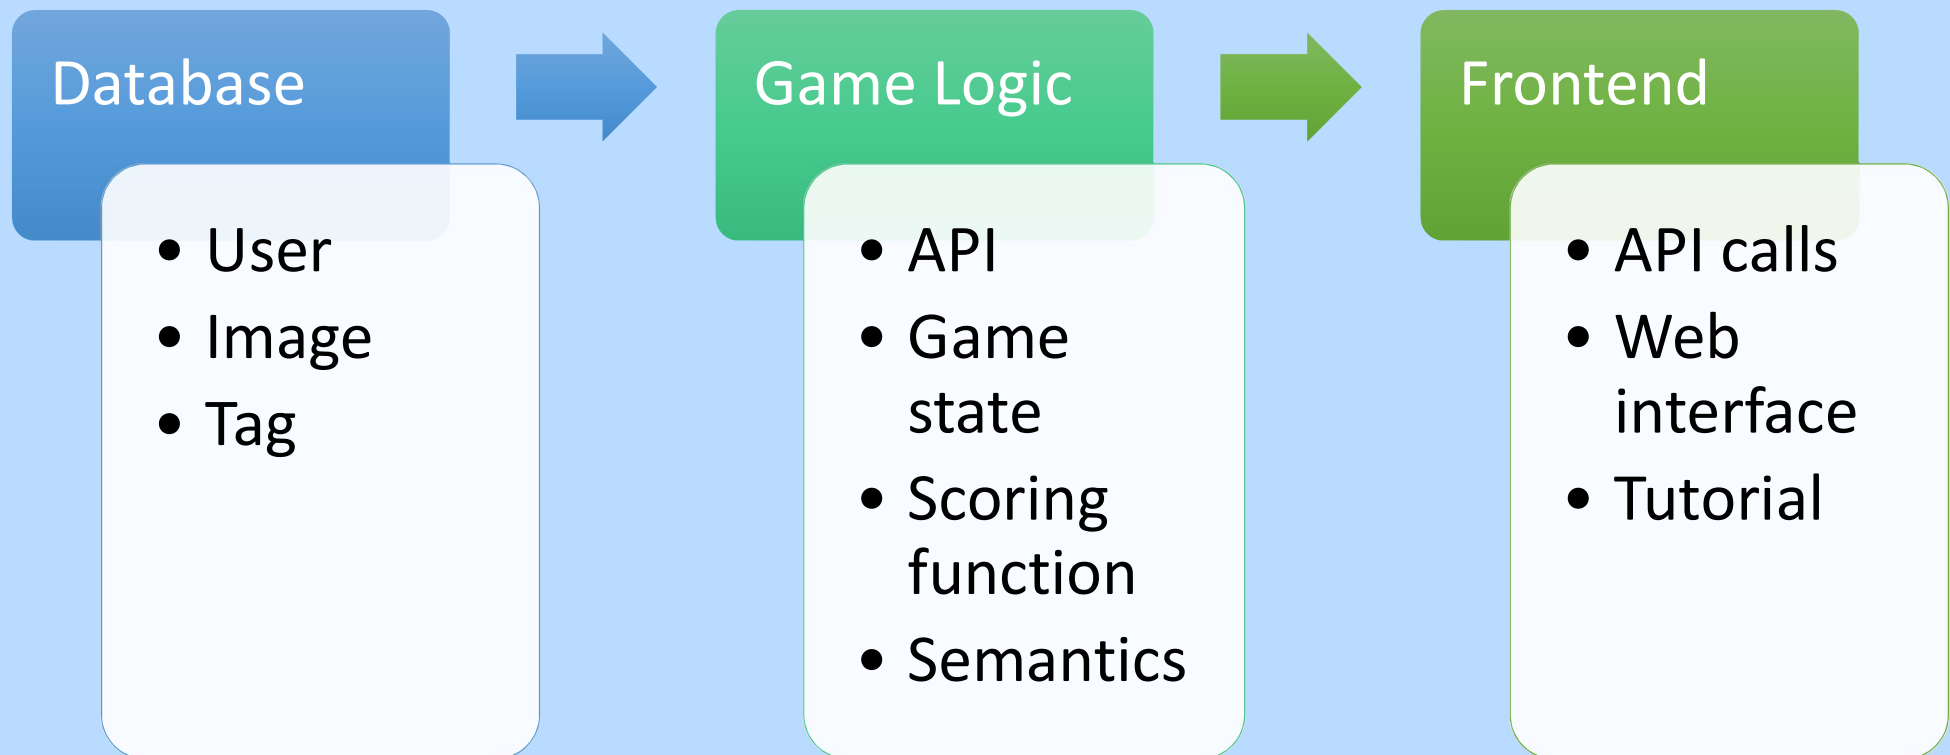 Database
• User
• Image
• Tag
Game Logic
• API
• Game
state
• Scoring
function
• Semantics
Frontend
• API calls
• Web
interface
• Tutorial